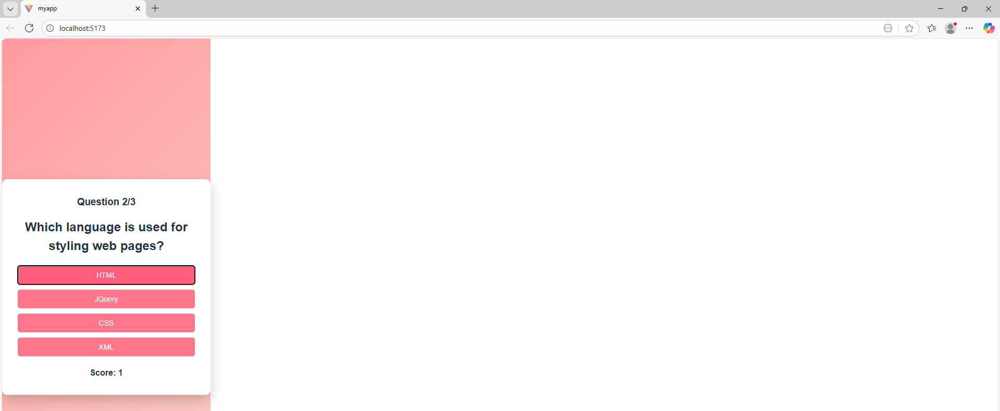 myapp
localhost:5173
Question 2/3
Which language is used for
styling web pages?
HTML
JQuery
CSS
XML
Score: 1